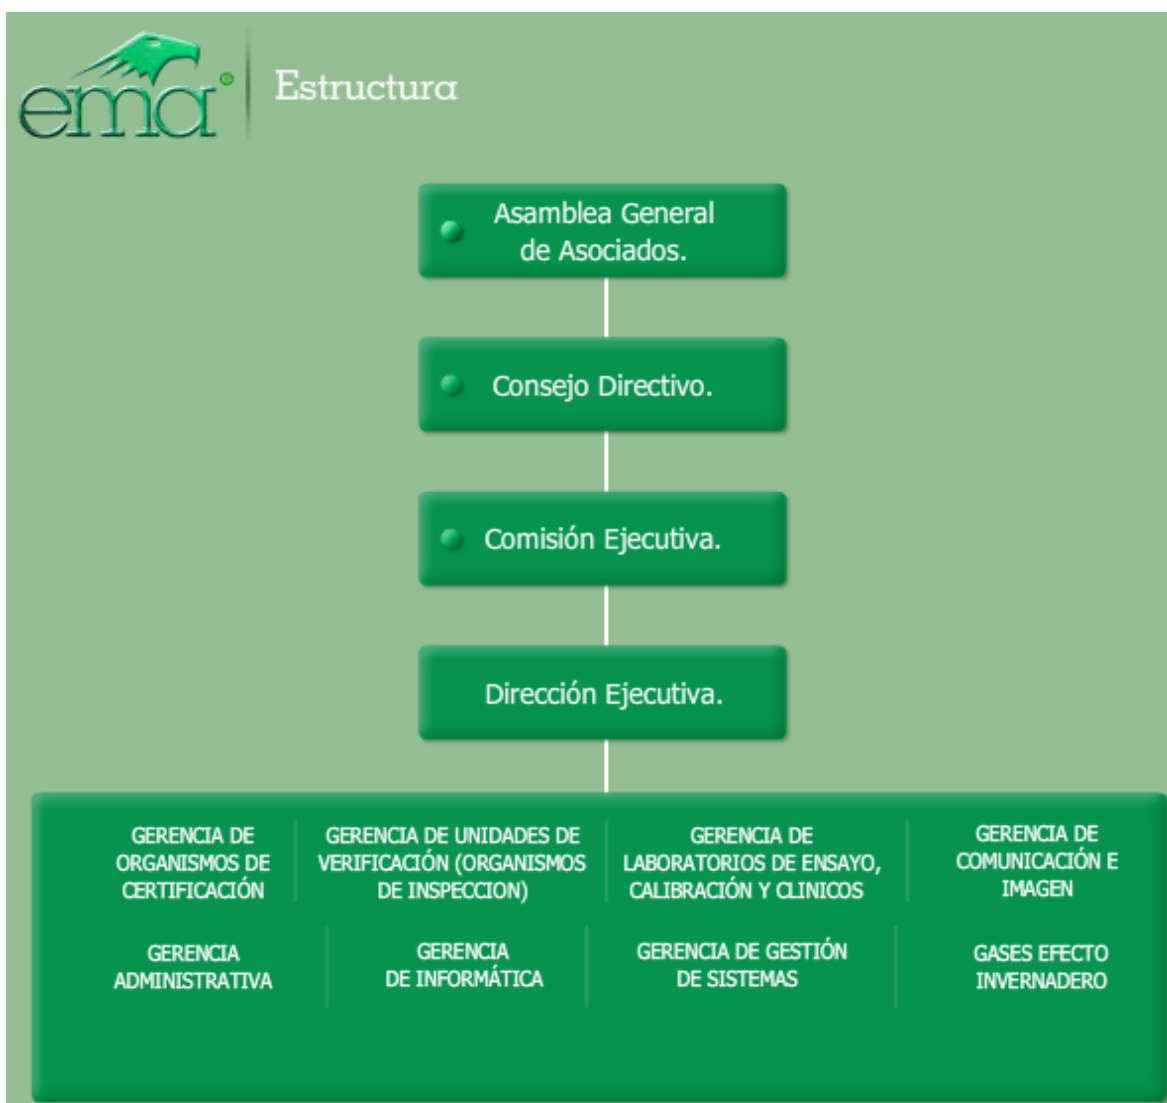 ema®
Estructura
Asamblea General
de Asociados.
Consejo Directivo.
Comisión Ejecutiva.
Dirección Ejecutiva.
GERENCIA DE
ORGANISMOS DE
CERTIFICACIÓN
GERENCIA DE UNIDADES DE
VERIFICACIÓN (ORGANISMOS
DE INSPECCION)
GERENCIA DE
LABORATORIOS DE ENSAYO,
CALIBRACIÓN Y CLINICOS
GERENCIA DE
COMUNICACIÓN E
IMAGEN
GERENCIA
ADMINISTRATIVA
GERENCIA
DE INFORMÁTICA
GERENCIA DE GESTIÓN
DE SISTEMAS
GASES EFECTO
INVERNADERO